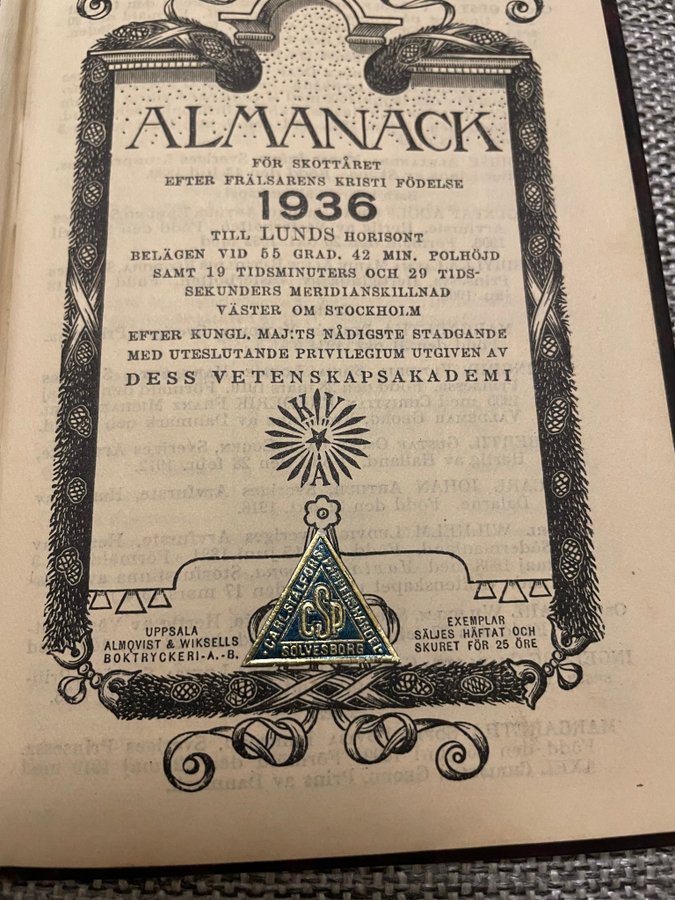 ALMANACK
FÖR SKOTTÅRET
EFTER FRÄLSARENS KRISTI FÖDELSE
1936
TILL LUNDS HORISONT
BELÄGEN VID 55 GRAD. 42 MIN. POLHÖJD
SAMT 19 TIDSMINUTERS OCH 29 TIDS-
SEKUNDERS MERIDIANSKILLNAD
VÄSTER OM STOCKHOLM
EFTER KUNGL. MAJ:TS NÅDIGSTE STADGANDE
MED UTESLUTANDE PRIVILEGIUM UTGIVEN AV
DESS VETENSKAPSAKADEMI
K V
A
CARL STÅLFORS PAPPERSHANDEL
CSP
SÖLVESBORG
UPPSALA
ALMQVIST & WIKSELLS
BOKTRYCKERI-A.-B.
EXEMPLAR
SÄLJES HÄFTAT OCH
SKURET FÖR 25 ÖRE